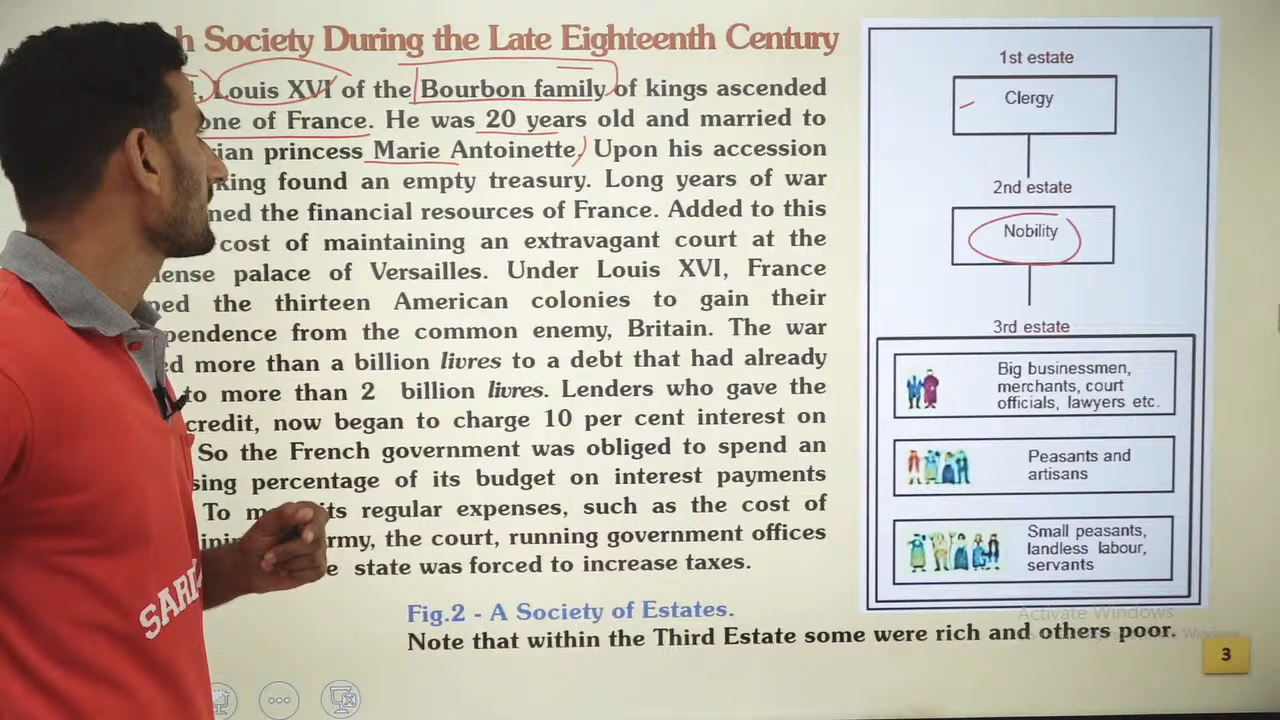 h Society During the Late Eighteenth Century
, Louis XVI of the Bourbon family of kings ascended
one of France. He was 20 years old and married to
rian princess Marie Antoinette. Upon his accession
king found an empty treasury. Long years of war
ned the financial resources of France. Added to this
cost of maintaining an extravagant court at the
ense palace of Versailles. Under Louis XVI, France
ped the thirteen American colonies to gain their
pendence from the common enemy, Britain. The war
ed more than a billion livres to a debt that had already
to more than 2 billion livres. Lenders who gave the
credit, now began to charge 10 per cent interest on
So the French government was obliged to spend an
sing percentage of its budget on interest payments
To m its regular expenses, such as the cost of
ining rmy, the court, running government offices
e state was forced to increase taxes.
1st estate
Clergy
2nd estate
Nobility
3rd estate
Big businessmen,
merchants, court
officials, lawyers etc.
Peasants and
artisans
Small peasants,
landless labour,
servants
Fig.2 - A Society of Estates.
Note that within the Third Estate some were rich and others poor.
Activate Windows
3
SAR